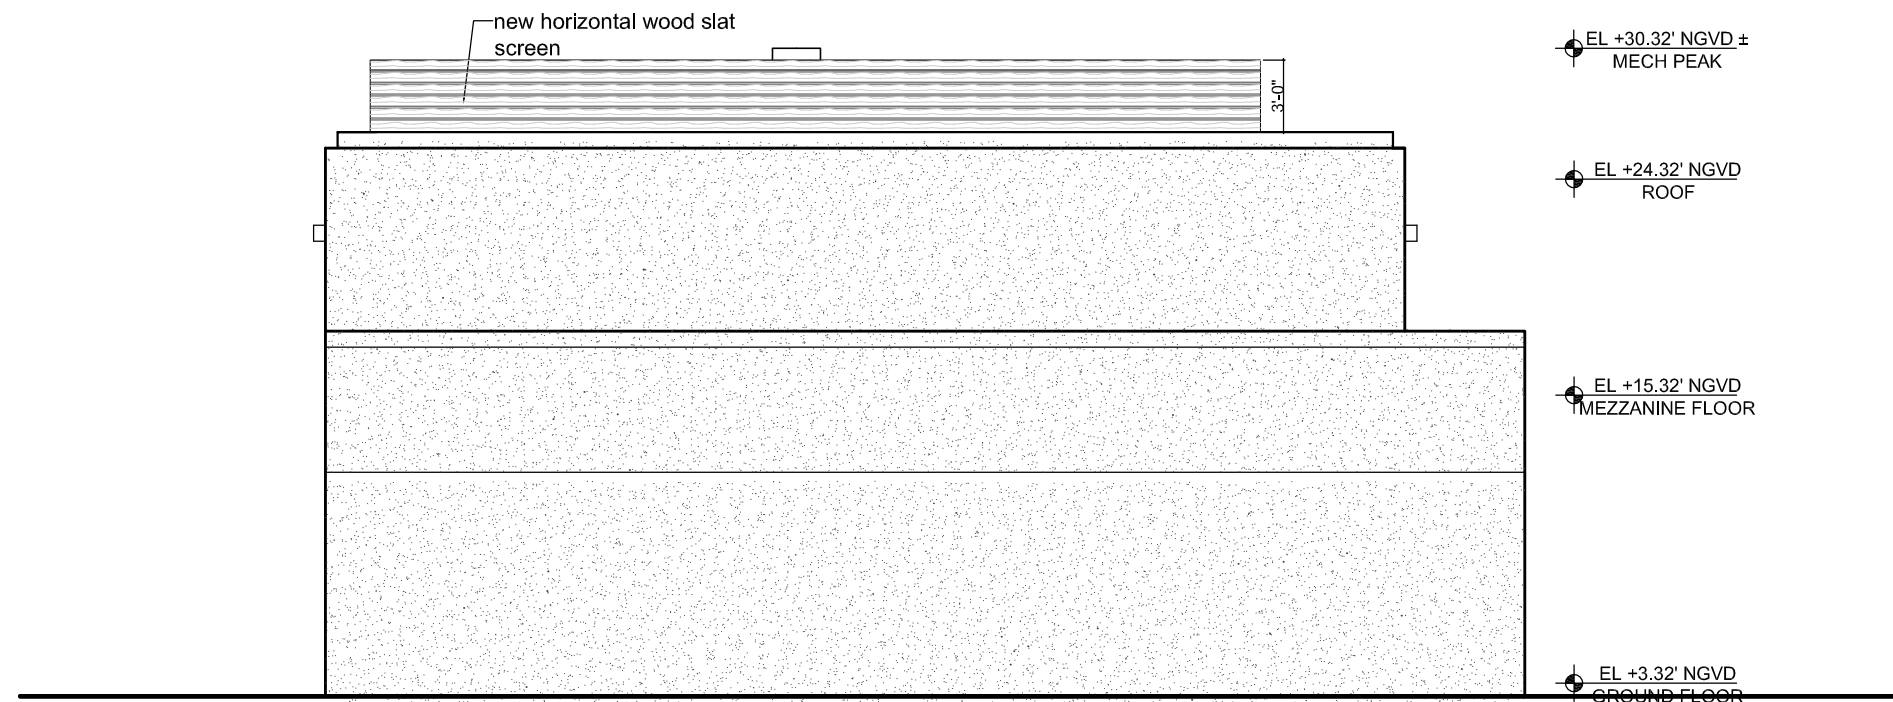 new horizontal wood slat
screen
EL +30.32' NGVD ±
MECH PEAK
3'-0"
EL +24.32' NGVD
ROOF
EL +15.32' NGVD
MEZZANINE FLOOR
EL +3.32' NGVD
GROUND FLOOR